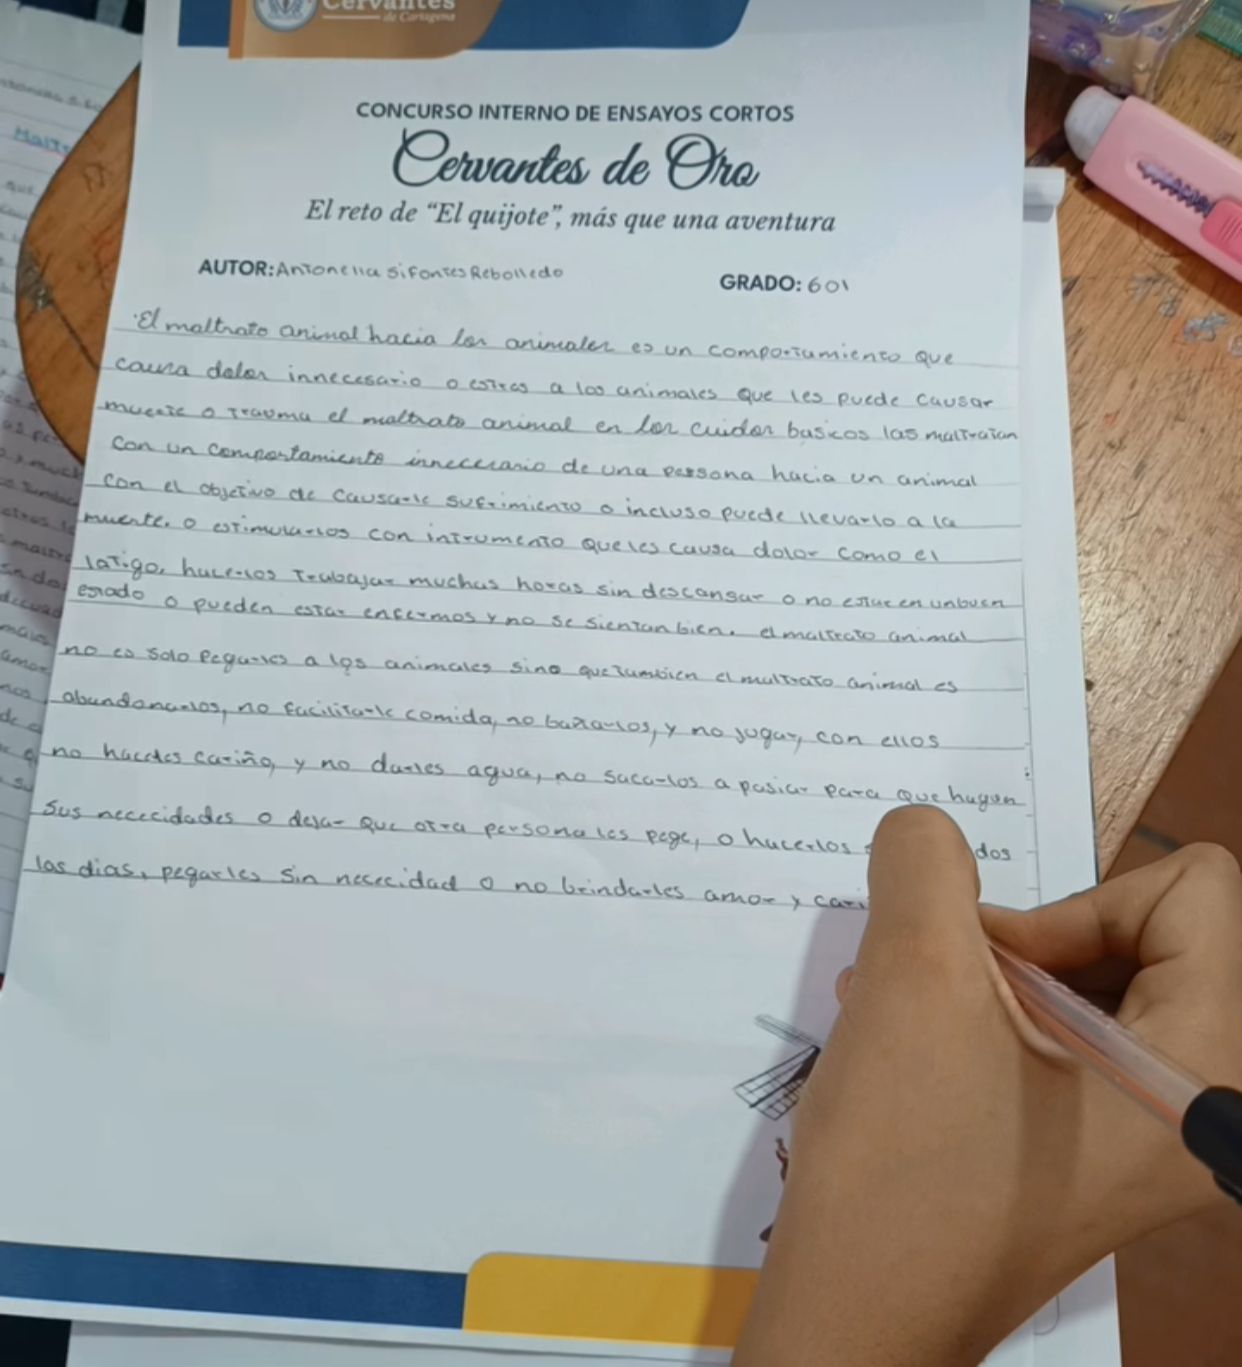 Cervantes
de Cartagena
CONCURSO INTERNO DE ENSAYOS CORTOS
Cervantes de Oro
El reto de "El quijote", más que una aventura
AUTOR: Antonella Sifontes Rebolledo
GRADO: 601
El maltrato animal hacia los animales es un comportamiento que
causa dolor innecesario o estres a los animales que les puede causar
muerte o trauma el maltrato animal en los cuidos basicos las maltratan
con un comportamiento innecesario de una persona hacia un animal
con el objetivo de causarle sufrimiento o incluso puede llevarlo a la
muerte. o estimularlos con intrumento que les causa dolor como el
latigo, hacerlos trabajar muchas horas sin descansar o no estar en un buen
esrado o pueden estar enfermos y no se sientan bien. el maltrato animal
no es solo pegarles a los animales sino que tambien el maltrato animal es
abandonarlos, no facilitarle comida, no bañarlos, y no jugar, con ellos
no hacerles cariño, y no darles agua, no sacarlos a pasiar para que hagan
sus nececidades o dejar que otra persona les pege, o hacerlos dos
los dias, pegarles sin nececidad o no brindarles amor y cari